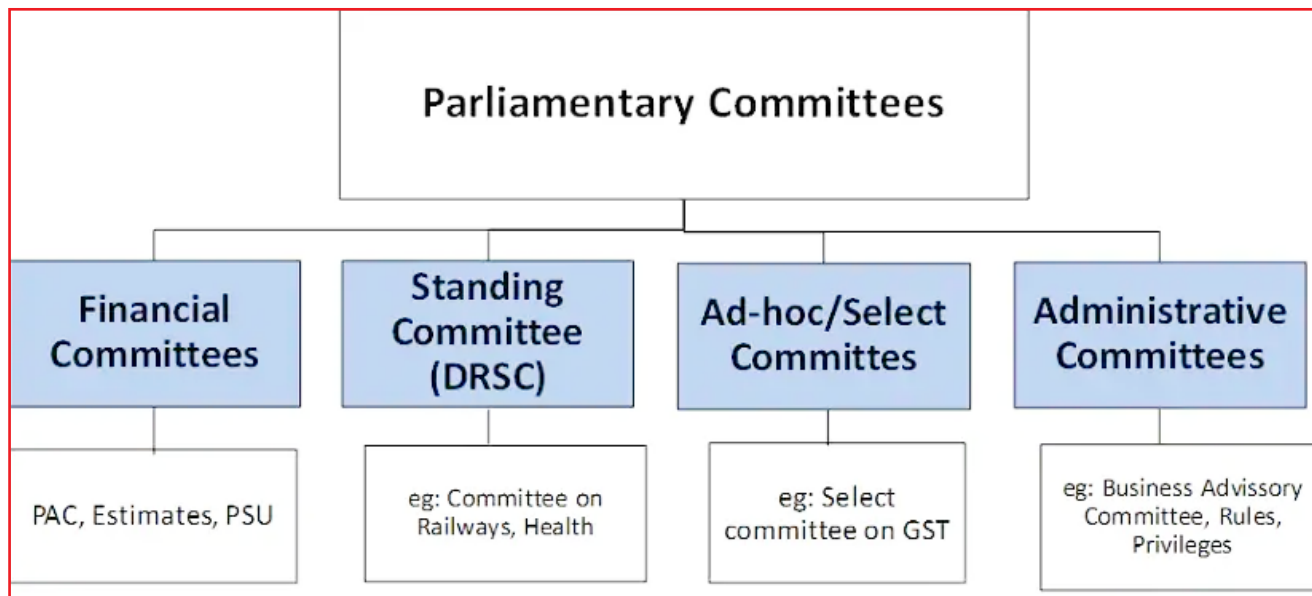 Parliamentary Committees
Financial
Committees
Standing
Committee
(DRSC)
Ad-hoc/Select
Committes
Administrative
Committees
PAC, Estimates, PSU
eg: Committee on
Railways, Health
eg: Select
committee on GST
eg: Business Advissory
Committee, Rules,
Privileges